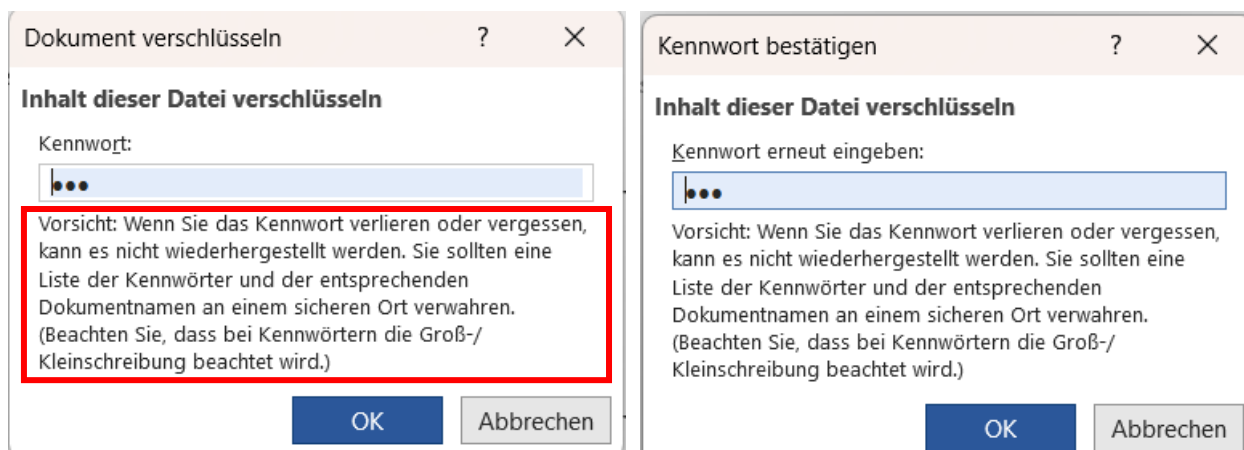 Dokument verschlüsseln ? ×
Inhalt dieser Datei verschlüsseln
Kennwort:
•••
Vorsicht: Wenn Sie das Kennwort verlieren oder vergessen,
kann es nicht wiederhergestellt werden. Sie sollten eine
Liste der Kennwörter und der entsprechenden
Dokumentnamen an einem sicheren Ort verwahren.
(Beachten Sie, dass bei Kennwörtern die Groß-/
Kleinschreibung beachtet wird.)
OK Abbrechen
Kennwort bestätigen ? ×
Inhalt dieser Datei verschlüsseln
Kennwort erneut eingeben:
•••
Vorsicht: Wenn Sie das Kennwort verlieren oder vergessen,
kann es nicht wiederhergestellt werden. Sie sollten eine
Liste der Kennwörter und der entsprechenden
Dokumentnamen an einem sicheren Ort verwahren.
(Beachten Sie, dass bei Kennwörtern die Groß-/
Kleinschreibung beachtet wird.)
OK Abbrechen